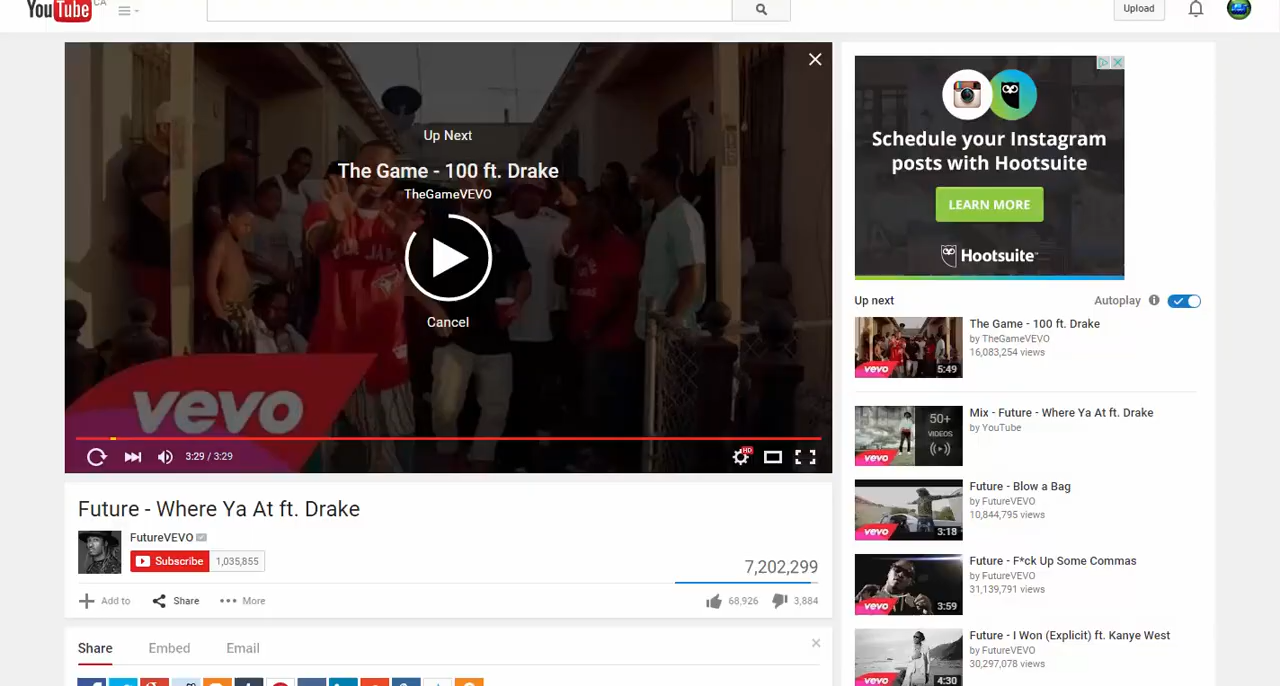 YouTube CA
Upload
Up Next
The Game - 100 ft. Drake
TheGameVEVO
Cancel
vevo
3:29 / 3:29
HD
Future - Where Ya At ft. Drake
FutureVEVO
Subscribe 1,035,855
7,202,299
Add to Share More
68,926 3,884
Share Embed Email
Schedule your Instagram
posts with Hootsuite
LEARN MORE
Hootsuite
Up next Autoplay
The Game - 100 ft. Drake
by TheGameVEVO
16,083,254 views
vevo 5:49
Mix - Future - Where Ya At ft. Drake
by YouTube
50+
VIDEOS
vevo
Future - Blow a Bag
by FutureVEVO
10,844,795 views
vevo 3:18
Future - F*ck Up Some Commas
by FutureVEVO
31,139,791 views
vevo 3:59
Future - I Won (Explicit) ft. Kanye West
by FutureVEVO
30,297,078 views
vevo 4:30